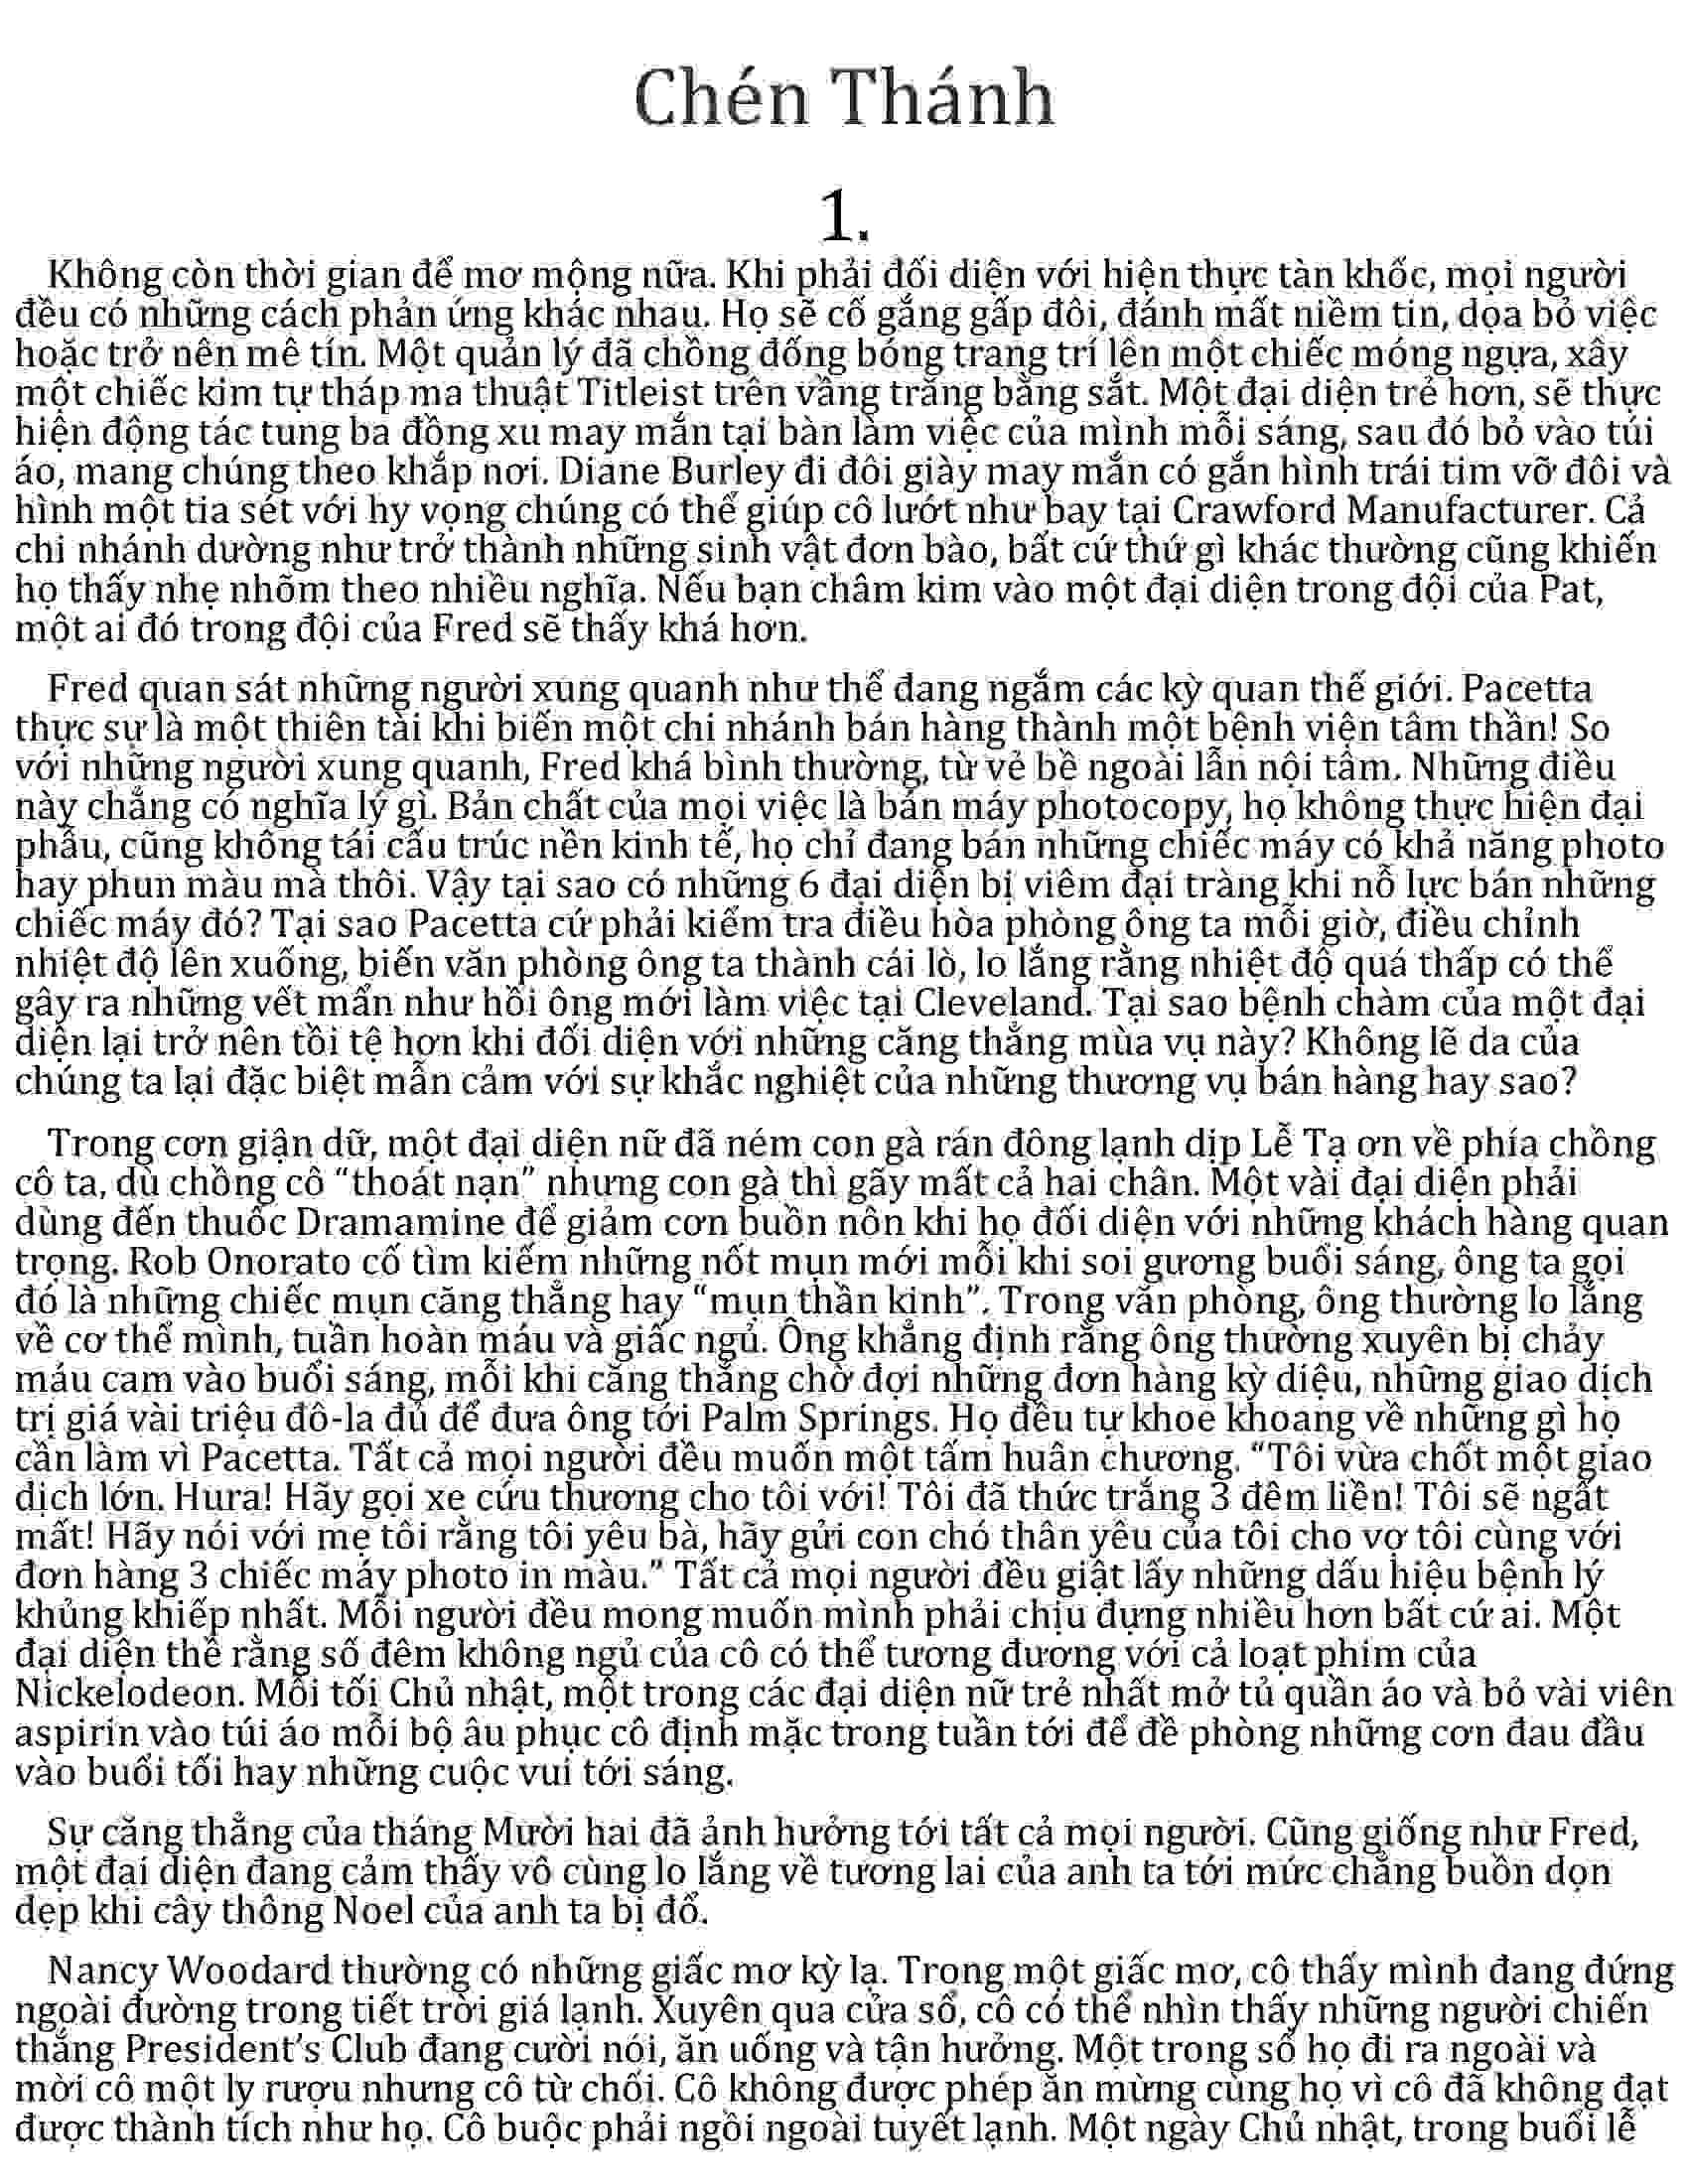 Chén Thánh
1.
Không còn thời gian để mơ mộng nữa. Khi phải đối diện với hiện thực tàn khốc, mọi người
đều có những cách phản ứng khác nhau. Họ sẽ cố gắng gấp đôi, đánh mất niềm tin, dọa bỏ việc
hoặc trở nên mê tín. Một quản lý đã chồng đống bóng trang trí lên một chiếc móng ngựa, xây
một chiếc kim tự tháp ma thuật Titleist trên vầng trăng bằng sắt. Một đại diện trẻ hơn, sẽ thực
hiện động tác tung ba đồng xu may mắn tại bàn làm việc của mình mỗi sáng, sau đó bỏ vào túi
áo, mang chúng theo khắp nơi. Diane Burley đi đôi giày may mắn có gắn hình trái tim vỡ đôi và
hình một tia sét với hy vọng chúng có thể giúp cô lướt như bay tại Crawford Manufacturer. Cả
chi nhánh dường như trở thành những sinh vật đơn bào, bất cứ thứ gì khác thường cũng khiến
họ thấy nhẹ nhõm theo nhiều nghĩa. Nếu bạn châm kim vào một đại diện trong đội của Pat,
một ai đó trong đội của Fred sẽ thấy khá hơn.
Fred quan sát những người xung quanh như thể đang ngắm các kỳ quan thế giới. Pacetta
thực sự là một thiên tài khi biến một chi nhánh bán hàng thành một bệnh viện tâm thần! So
với những người xung quanh, Fred khá bình thường, từ vẻ bề ngoài lẫn nội tâm. Những điều
này chẳng có nghĩa lý gì. Bản chất của mọi việc là bán máy photocopy, họ không thực hiện đại
phẫu, cũng không tái cấu trúc nền kinh tế, họ chỉ đang bán những chiếc máy có khả năng photo
hay phun màu mà thôi. Vậy tại sao có những 6 đại diện bị viêm đại tràng khi nỗ lực bán những
chiếc máy đó? Tại sao Pacetta cứ phải kiểm tra điều hòa phòng ông ta mỗi giờ, điều chỉnh
nhiệt độ lên xuống, biến văn phòng ông ta thành cái lò, lo lắng rằng nhiệt độ quá thấp có thể
gây ra những vết mẩn như hồi ông mới làm việc tại Cleveland. Tại sao bệnh chàm của một đại
diện lại trở nên tồi tệ hơn khi đối diện với những căng thẳng mùa vụ này? Không lẽ da của
chúng ta lại đặc biệt mẫn cảm với sự khắc nghiệt của những thương vụ bán hàng hay sao?
Trong cơn giận dữ, một đại diện nữ đã ném con gà rán đông lạnh dịp Lễ Tạ ơn về phía chồng
cô ta, dù chồng cô “thoát nạn” nhưng con gà thì gãy mất cả hai chân. Một vài đại diện phải
dùng đến thuốc Dramamine để giảm cơn buồn nôn khi họ đối diện với những khách hàng quan
trọng. Rob Onorato cố tìm kiếm những nốt mụn mới mỗi khi soi gương buổi sáng, ông ta gọi
đó là những chiếc mụn căng thẳng hay “mụn thần kinh”. Trong văn phòng, ông thường lo lắng
về cơ thể mình, tuần hoàn máu và giấc ngủ. Ông khẳng định rằng ông thường xuyên bị chảy
máu cam vào buổi sáng, mỗi khi căng thẳng chờ đợi những đơn hàng kỳ diệu, những giao dịch
trị giá vài triệu đô-la đủ để đưa ông tới Palm Springs. Họ đều tự khoe khoang về những gì họ
cần làm vì Pacetta. Tất cả mọi người đều muốn một tấm huân chương. “Tôi vừa chốt một giao
dịch lớn. Hura! Hãy gọi xe cứu thương cho tôi với! Tôi đã thức trắng 3 đêm liền! Tôi sẽ ngất
mất! Hãy nói với mẹ tôi rằng tôi yêu bà, hãy gửi con chó thân yêu của tôi cho vợ tôi cùng với
đơn hàng 3 chiếc máy photo in màu.” Tất cả mọi người đều giật lấy những dấu hiệu bệnh lý
khủng khiếp nhất. Mỗi người đều mong muốn mình phải chịu đựng nhiều hơn bất cứ ai. Một
đại diện thề rằng số đêm không ngủ của cô có thể tương đương với cả loạt phim của
Nickelodeon. Mỗi tối Chủ nhật, một trong các đại diện nữ trẻ nhất mở tủ quần áo và bỏ vài viên
aspirin vào túi áo mỗi bộ âu phục cô định mặc trong tuần tới để đề phòng những cơn đau đầu
vào buổi tối hay những cuộc vui tới sáng.
Sự căng thẳng của tháng Mười hai đã ảnh hưởng tới tất cả mọi người. Cũng giống như Fred,
một đại diện đang cảm thấy vô cùng lo lắng về tương lai của anh ta tới mức chẳng buồn dọn
dẹp khi cây thông Noel của anh ta bị đổ.
Nancy Woodard thường có những giấc mơ kỳ lạ. Trong một giấc mơ, cô thấy mình đang đứng
ngoài đường trong tiết trời giá lạnh. Xuyên qua cửa sổ, cô có thể nhìn thấy những người chiến
thắng President’s Club đang cười nói, ăn uống và tận hưởng. Một trong số họ đi ra ngoài và
mời cô một ly rượu nhưng cô từ chối. Cô không được phép ăn mừng cùng họ vì cô đã không đạt
được thành tích như họ. Cô buộc phải ngồi ngoài tuyết lạnh. Một ngày Chủ nhật, trong buổi lễ